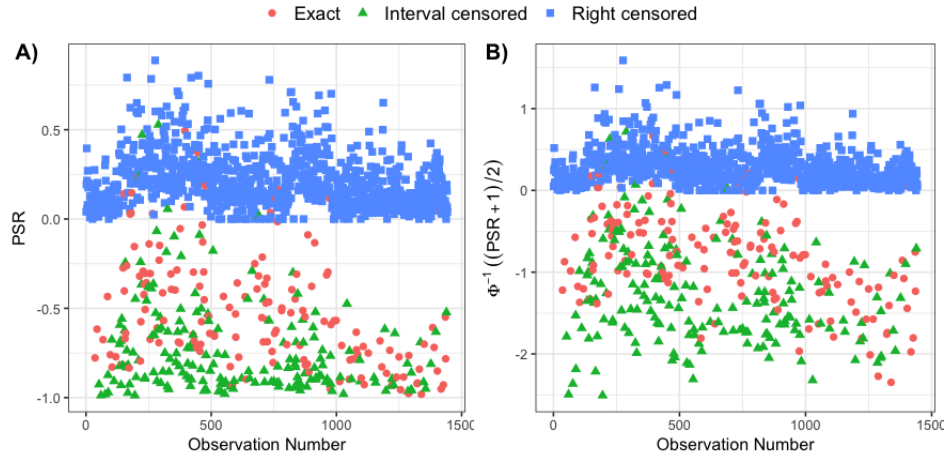 Exact Interval censored Right censored
A)
PSR
0.5
0.0
-0.5
-1.0
0 500 1000 1500
Observation Number
B)
Φ⁻¹ ((PSR + 1)/2)
1
0
-1
-2
0 500 1000 1500
Observation Number